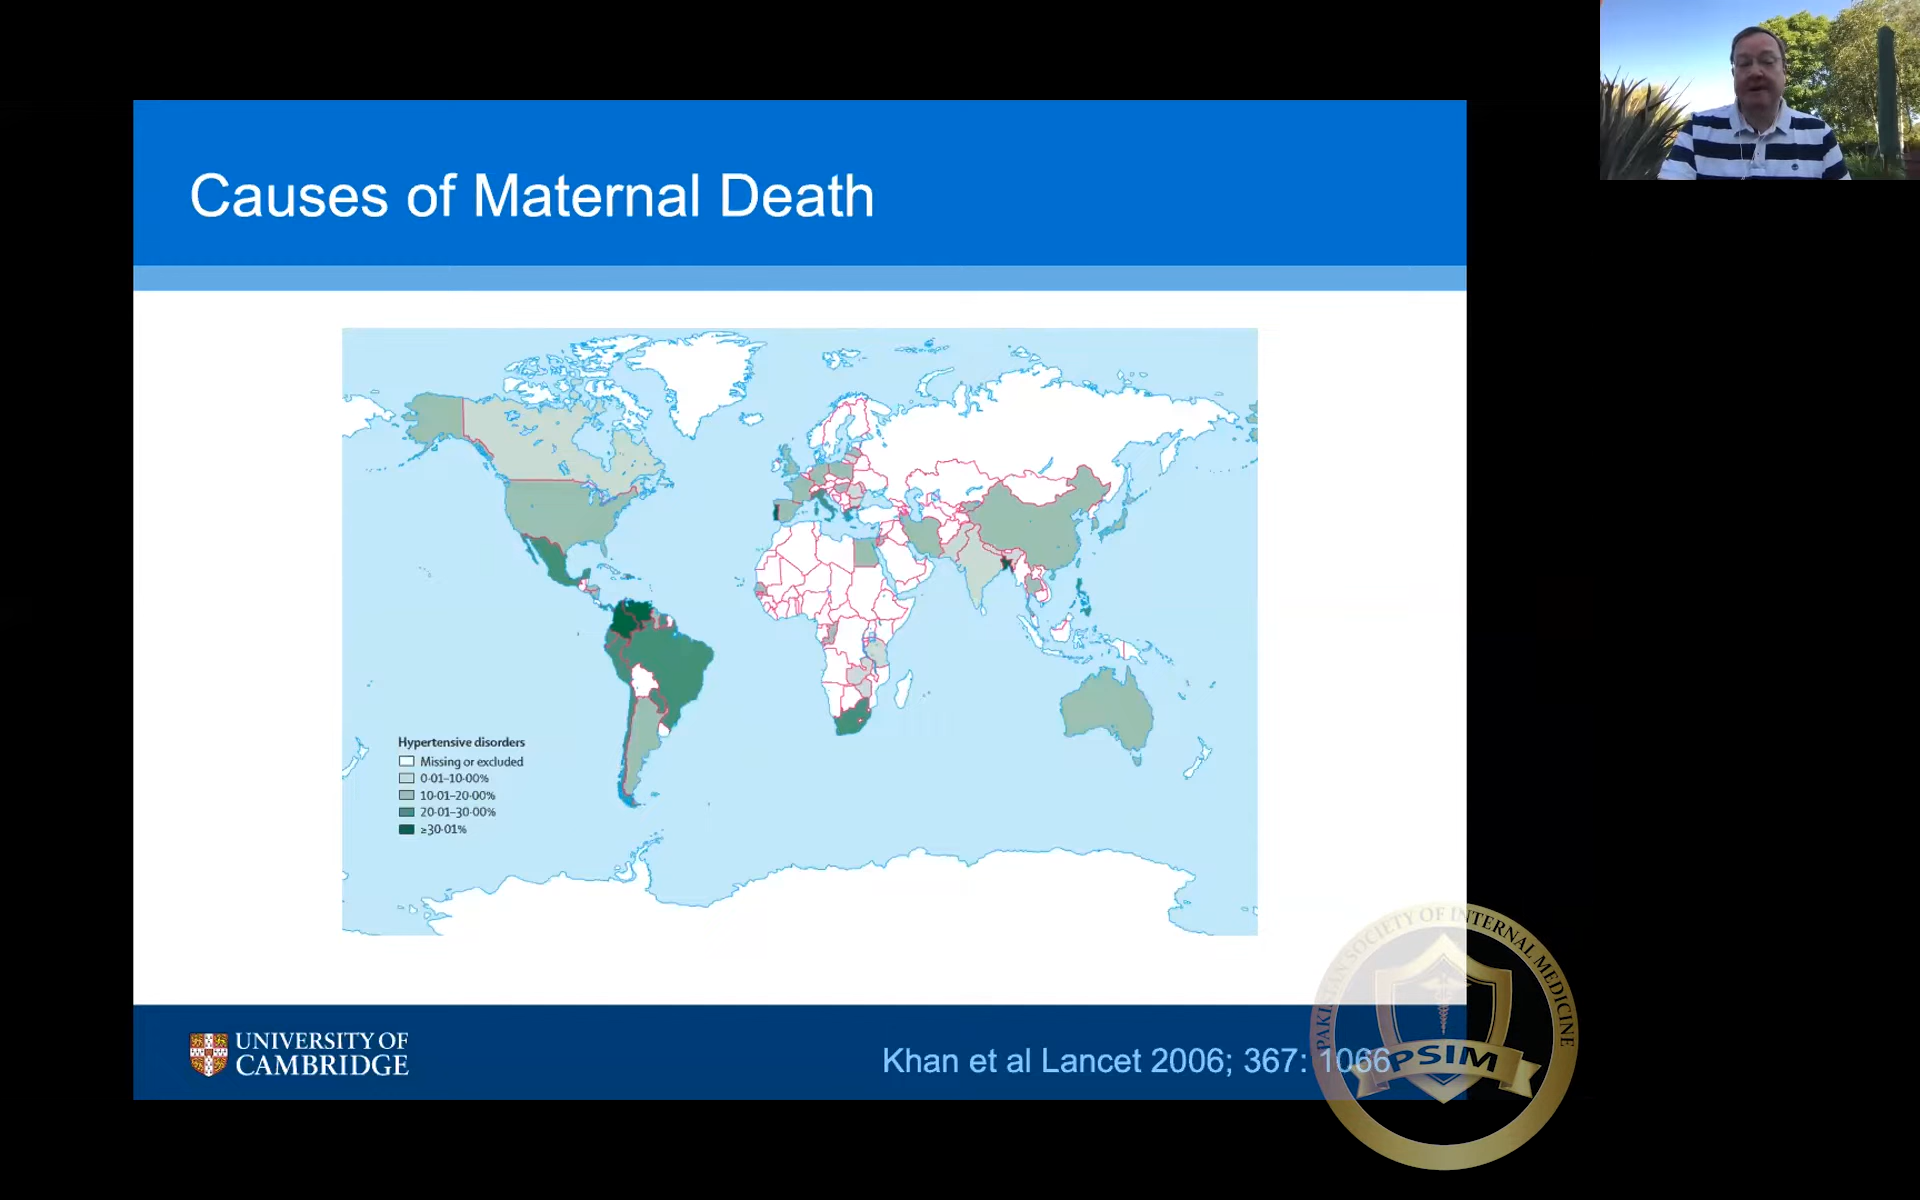 Causes of Maternal Death
Hypertensive disorders
Missing or excluded
0·01–10·00%
10·01–20·00%
20·01–30·00%
≥30·01%
UNIVERSITY OF
CAMBRIDGE
Khan et al Lancet 2006; 367: 1066
PAKISTAN SOCIETY OF INTERNAL MEDICINE
PSIM